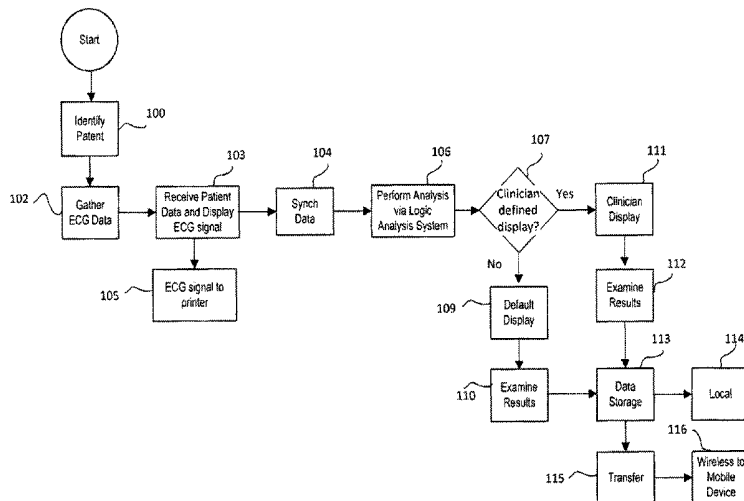 Start
100
Identify
Patent
102
Gather
ECG Data
103
Receive Patient
Data and Display
ECG signal
105
ECG signal to
printer
104
Synch
Data
106
Perform Analysis
via Logic
Analysis System
107
Clinician
defined
display?
Yes
No
109
Default
Display
110
Examine
Results
111
Clinician
Display
112
Examine
Results
113
Data
Storage
114
Local
115
Transfer
116
Wireless to
Mobile
Device